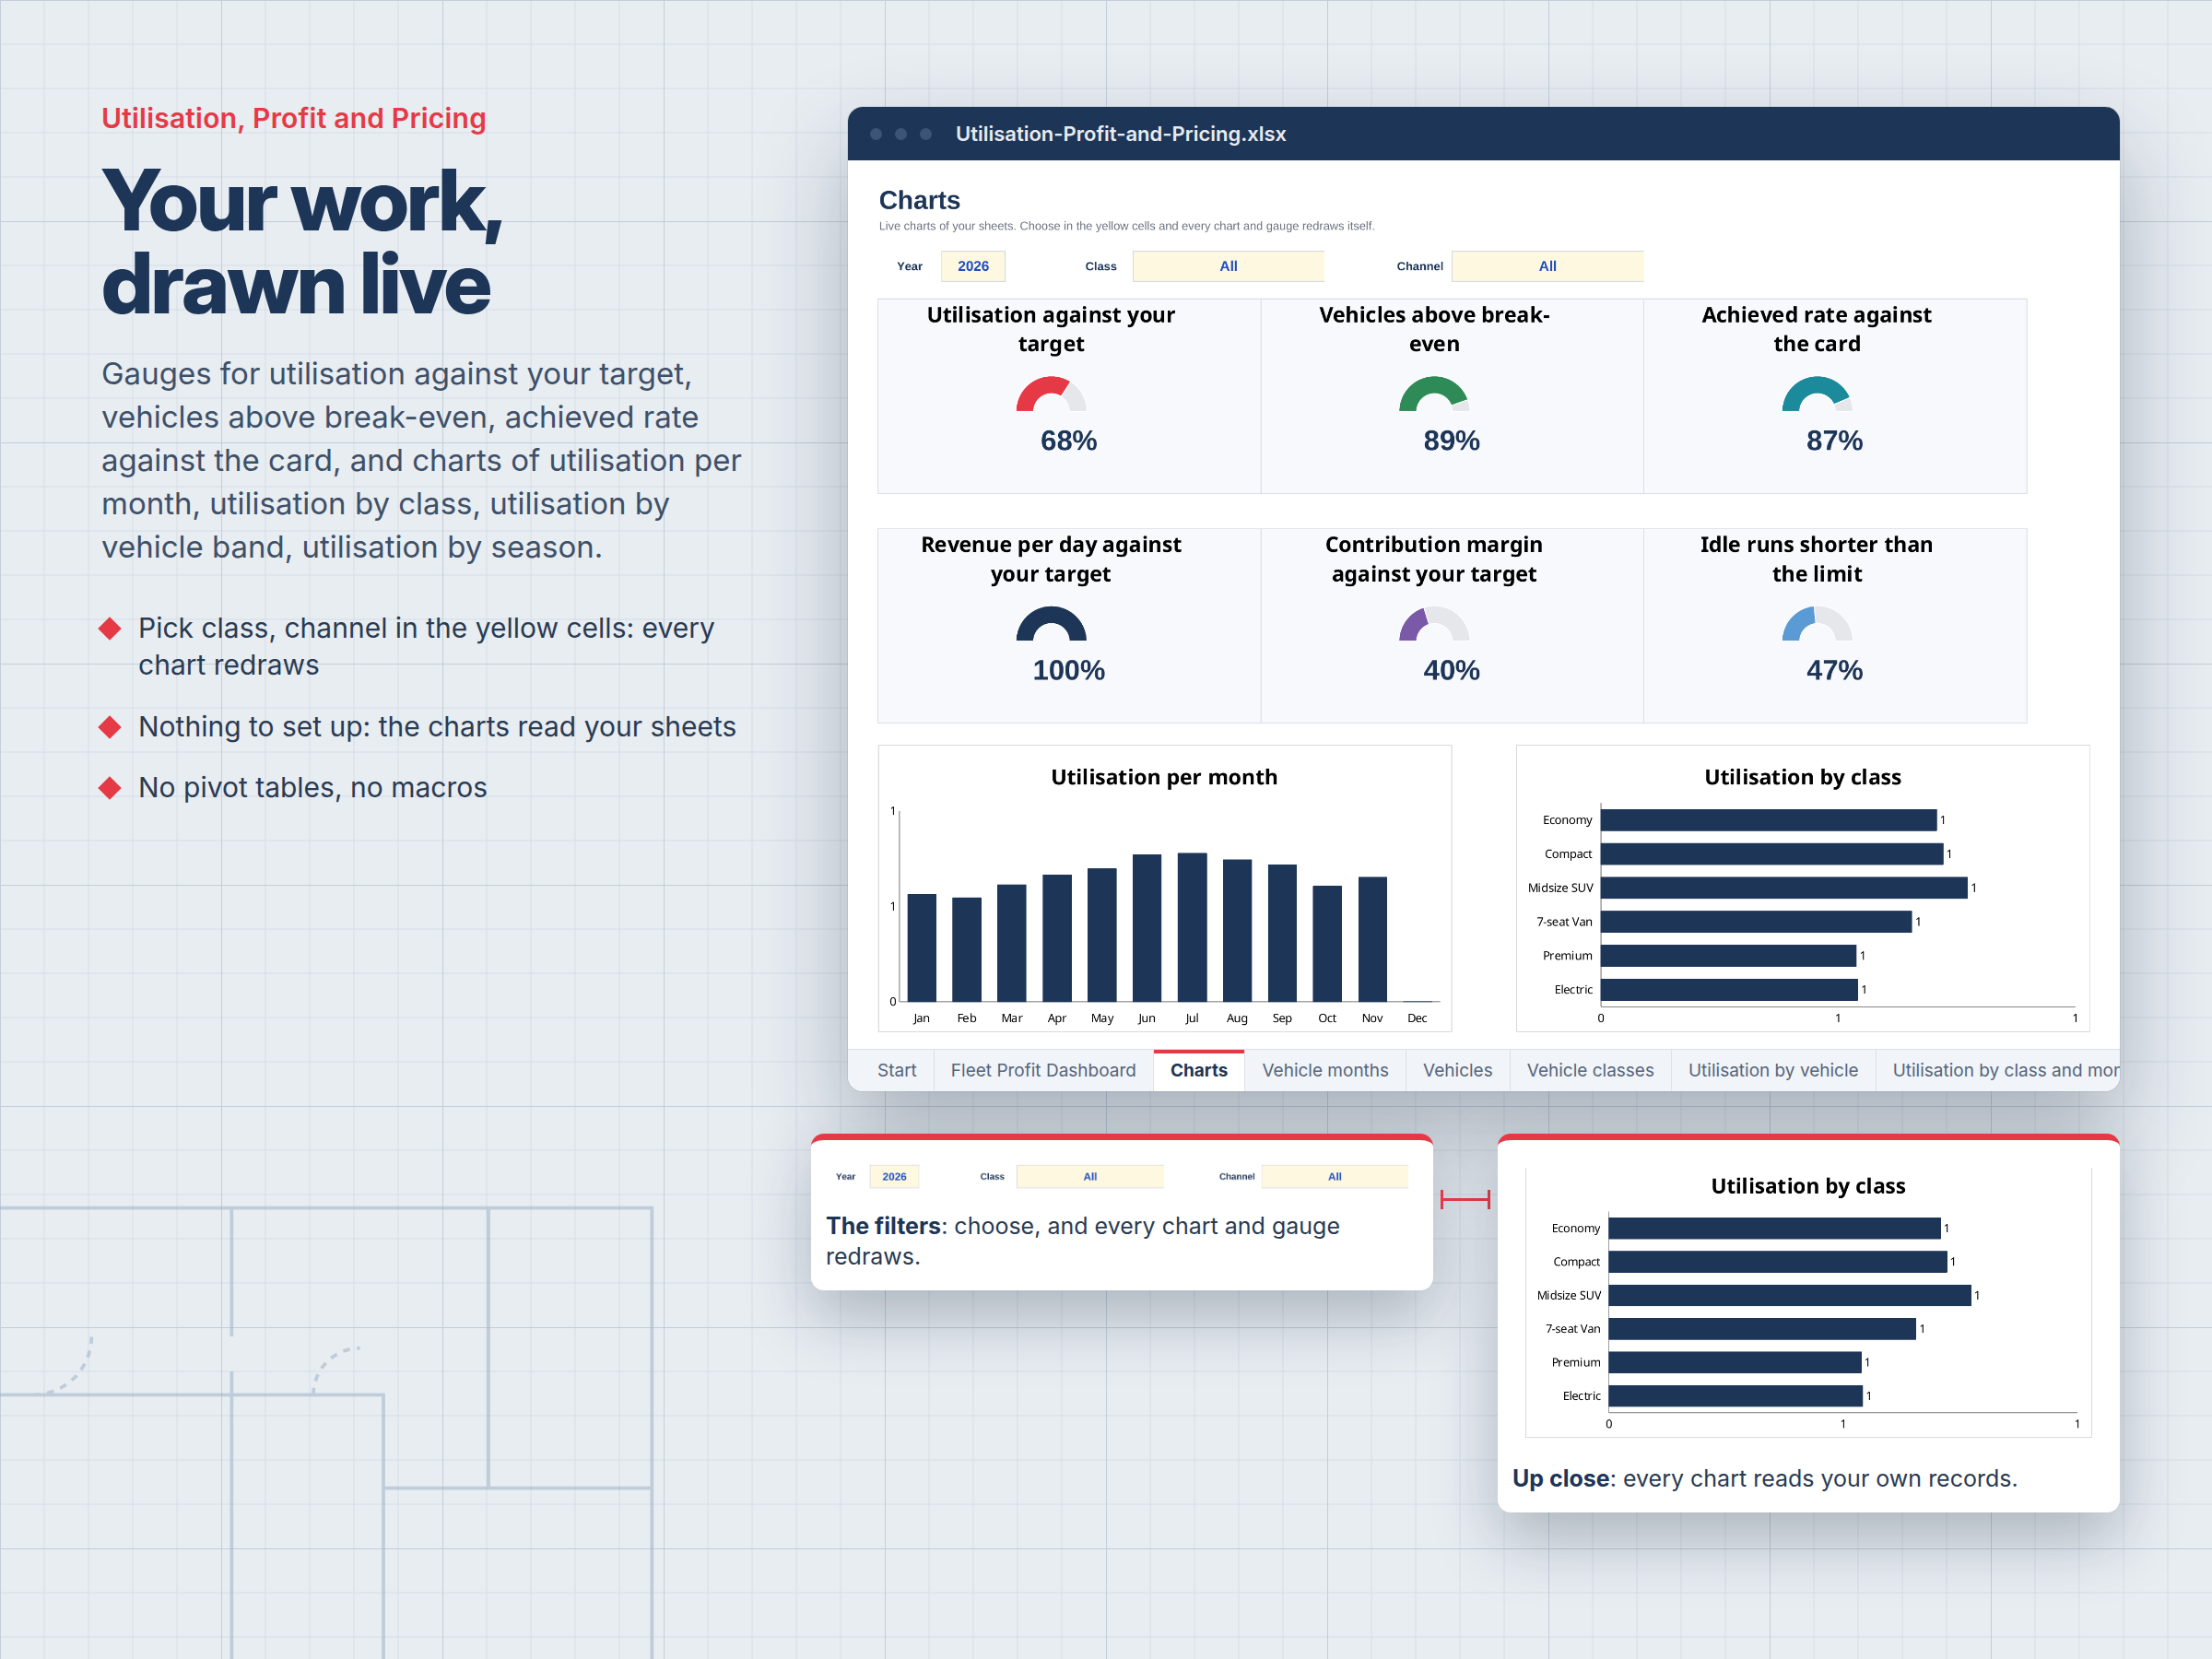 Utilisation, Profit and Pricing
Your work,
drawn live
Gauges for utilisation against your target,
vehicles above break-even, achieved rate
against the card, and charts of utilisation per
month, utilisation by class, utilisation by
vehicle band, utilisation by season.
Pick class, channel in the yellow cells: every
chart redraws
Nothing to set up: the charts read your sheets
No pivot tables, no macros
Utilisation-Profit-and-Pricing.xlsx
Charts
Live charts of your sheets. Choose in the yellow cells and every chart and gauge redraws itself.
Year 2026 Class All Channel All
Utilisation against your
target
68%
Vehicles above break-
even
89%
Achieved rate against
the card
87%
Revenue per day against
your target
100%
Contribution margin
against your target
40%
Idle runs shorter than
the limit
47%
Utilisation per month
1
1
0
Jan Feb Mar Apr May Jun Jul Aug Sep Oct Nov Dec
Utilisation by class
Economy 1
Compact 1
Midsize SUV 1
7-seat Van 1
Premium 1
Electric 1
0 1 1
Start Fleet Profit Dashboard Charts Vehicle months Vehicles Vehicle classes Utilisation by vehicle Utilisation by class and mor
Year 2026 Class All Channel All
The filters: choose, and every chart and gauge
redraws.
Utilisation by class
Economy 1
Compact 1
Midsize SUV 1
7-seat Van 1
Premium 1
Electric 1
0 1 1
Up close: every chart reads your own records.